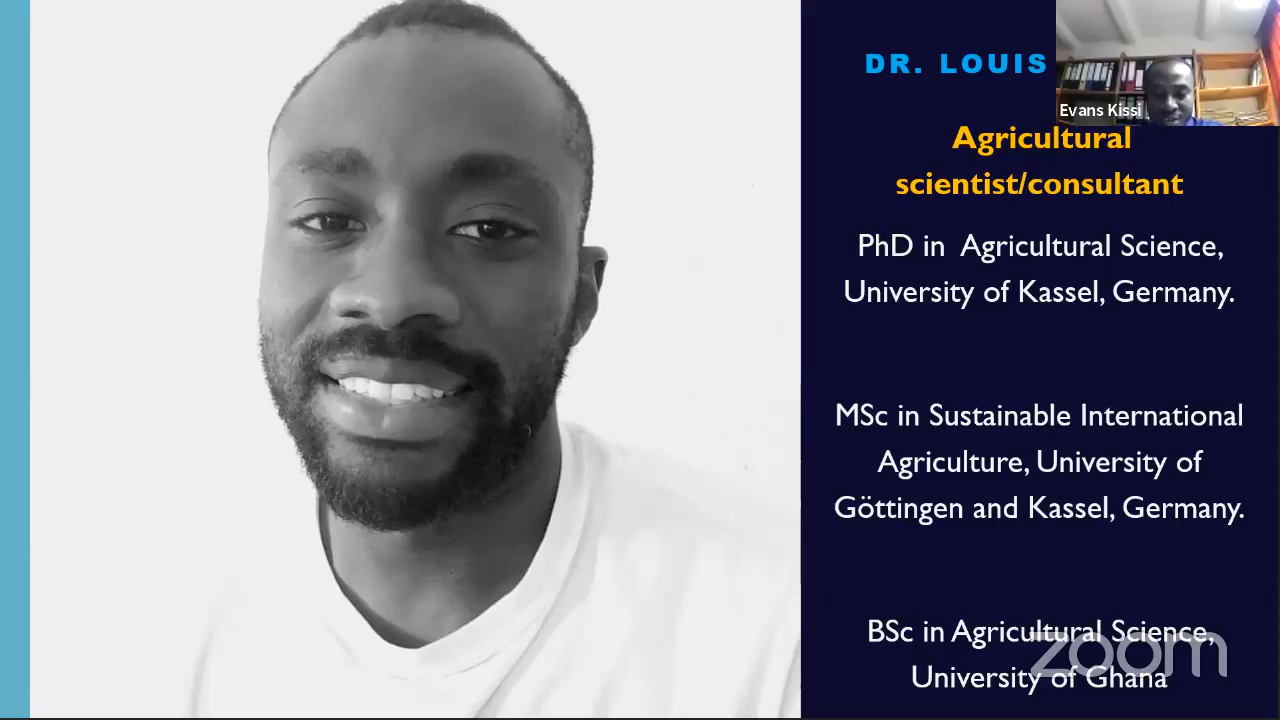 DR. LOUIS
Evans Kissi
Agricultural
scientist/consultant
PhD in Agricultural Science,
University of Kassel, Germany.
MSc in Sustainable International
Agriculture, University of
Göttingen and Kassel, Germany.
BSc in Agricultural Science,
University of Ghana
zoom